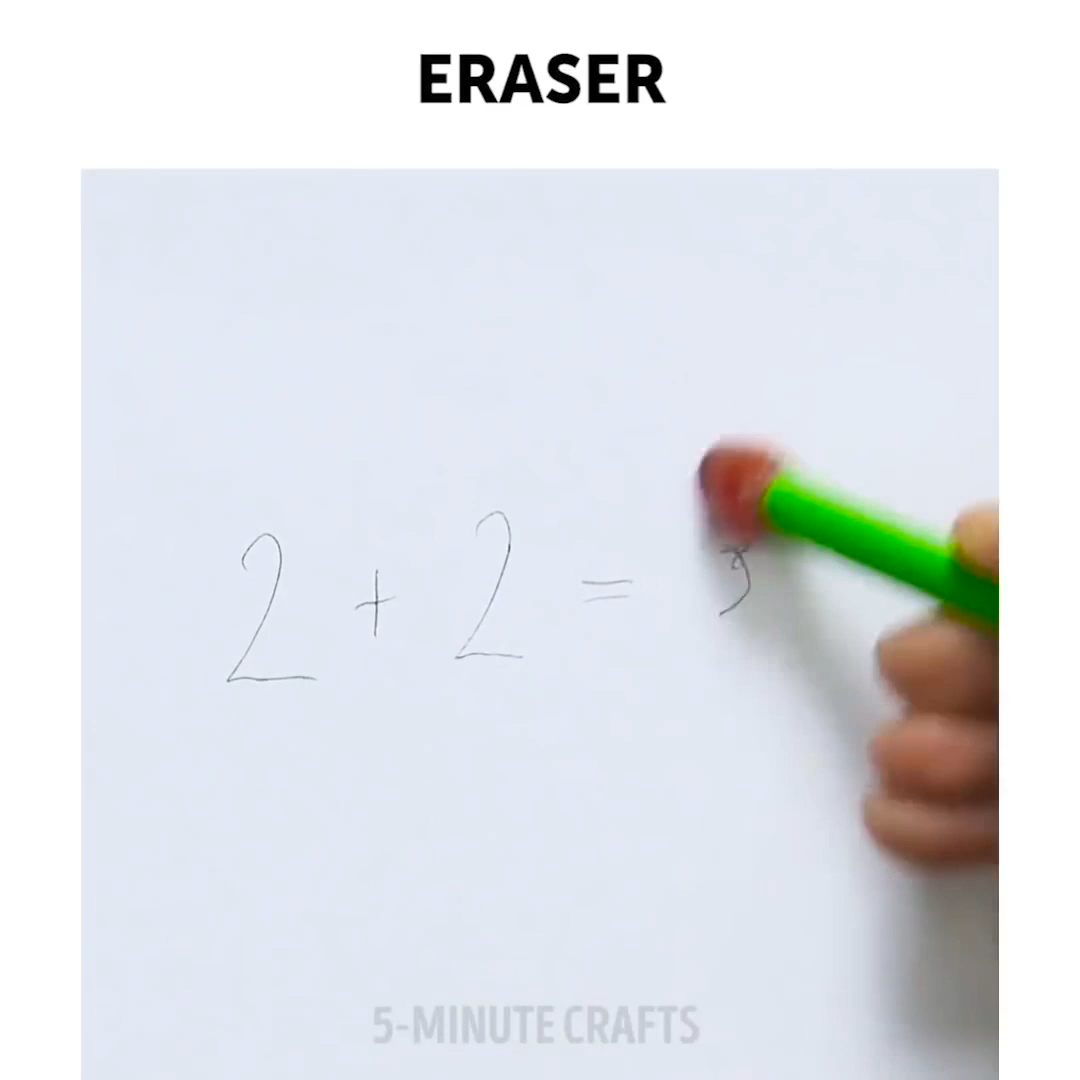 ERASER
2 + 2 =
5-MINUTE CRAFTS